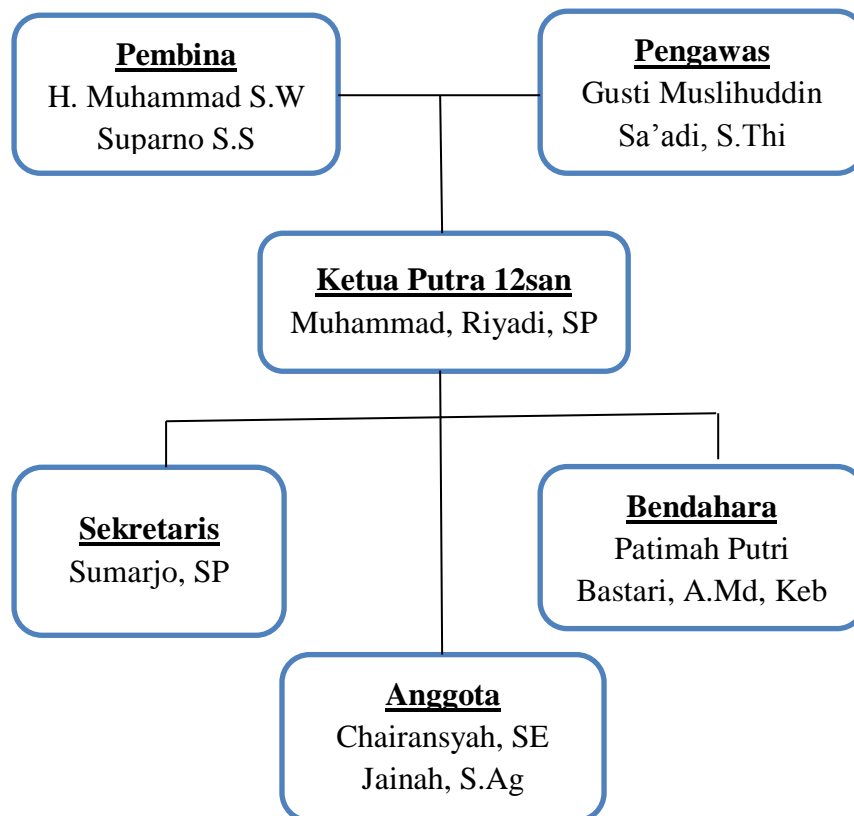 Pembina
H. Muhammad S.W
Suparno S.S
Pengawas
Gusti Muslihuddin
Sa’adi, S.Thi
Ketua Putra 12san
Muhammad, Riyadi, SP
Sekretaris
Sumarjo, SP
Bendahara
Patimah Putri
Bastari, A.Md, Keb
Anggota
Chairansyah, SE
Jainah, S.Ag